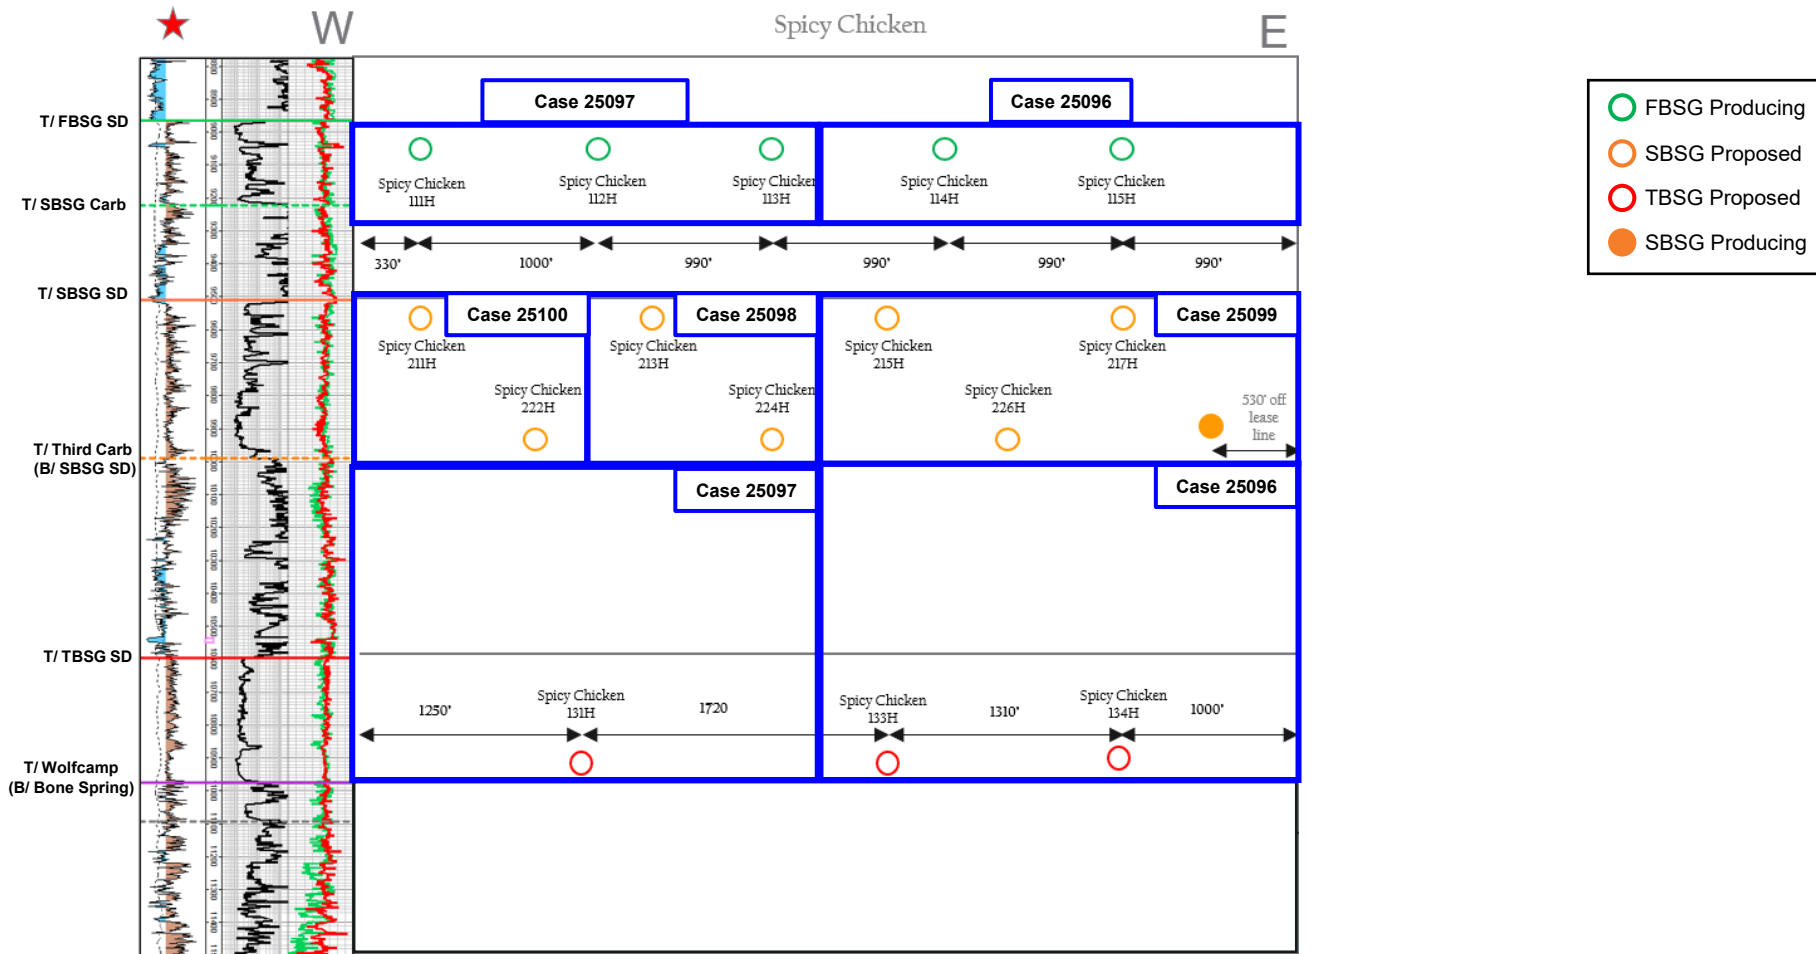 W
Spicy Chicken
E
Case 25097
Case 25096
FBSG Producing
SBSG Proposed
TBSG Proposed
SBSG Producing
T/ FBSG SD
T/ SBSG Carb
T/ SBSG SD
T/ Third Carb
(B/ SBSG SD)
T/ TBSG SD
T/ Wolfcamp
(B/ Bone Spring)
Spicy Chicken
111H
Spicy Chicken
112H
Spicy Chicken
113H
Spicy Chicken
114H
Spicy Chicken
115H
330'
1000'
990'
990'
990'
990'
Case 25100
Case 25098
Case 25099
Spicy Chicken
211H
Spicy Chicken
213H
Spicy Chicken
215H
Spicy Chicken
217H
Spicy Chicken
222H
Spicy Chicken
224H
Spicy Chicken
226H
530' off
lease
line
Case 25097
Case 25096
1250'
Spicy Chicken
131H
1720
Spicy Chicken
133H
1310'
Spicy Chicken
134H
1000'